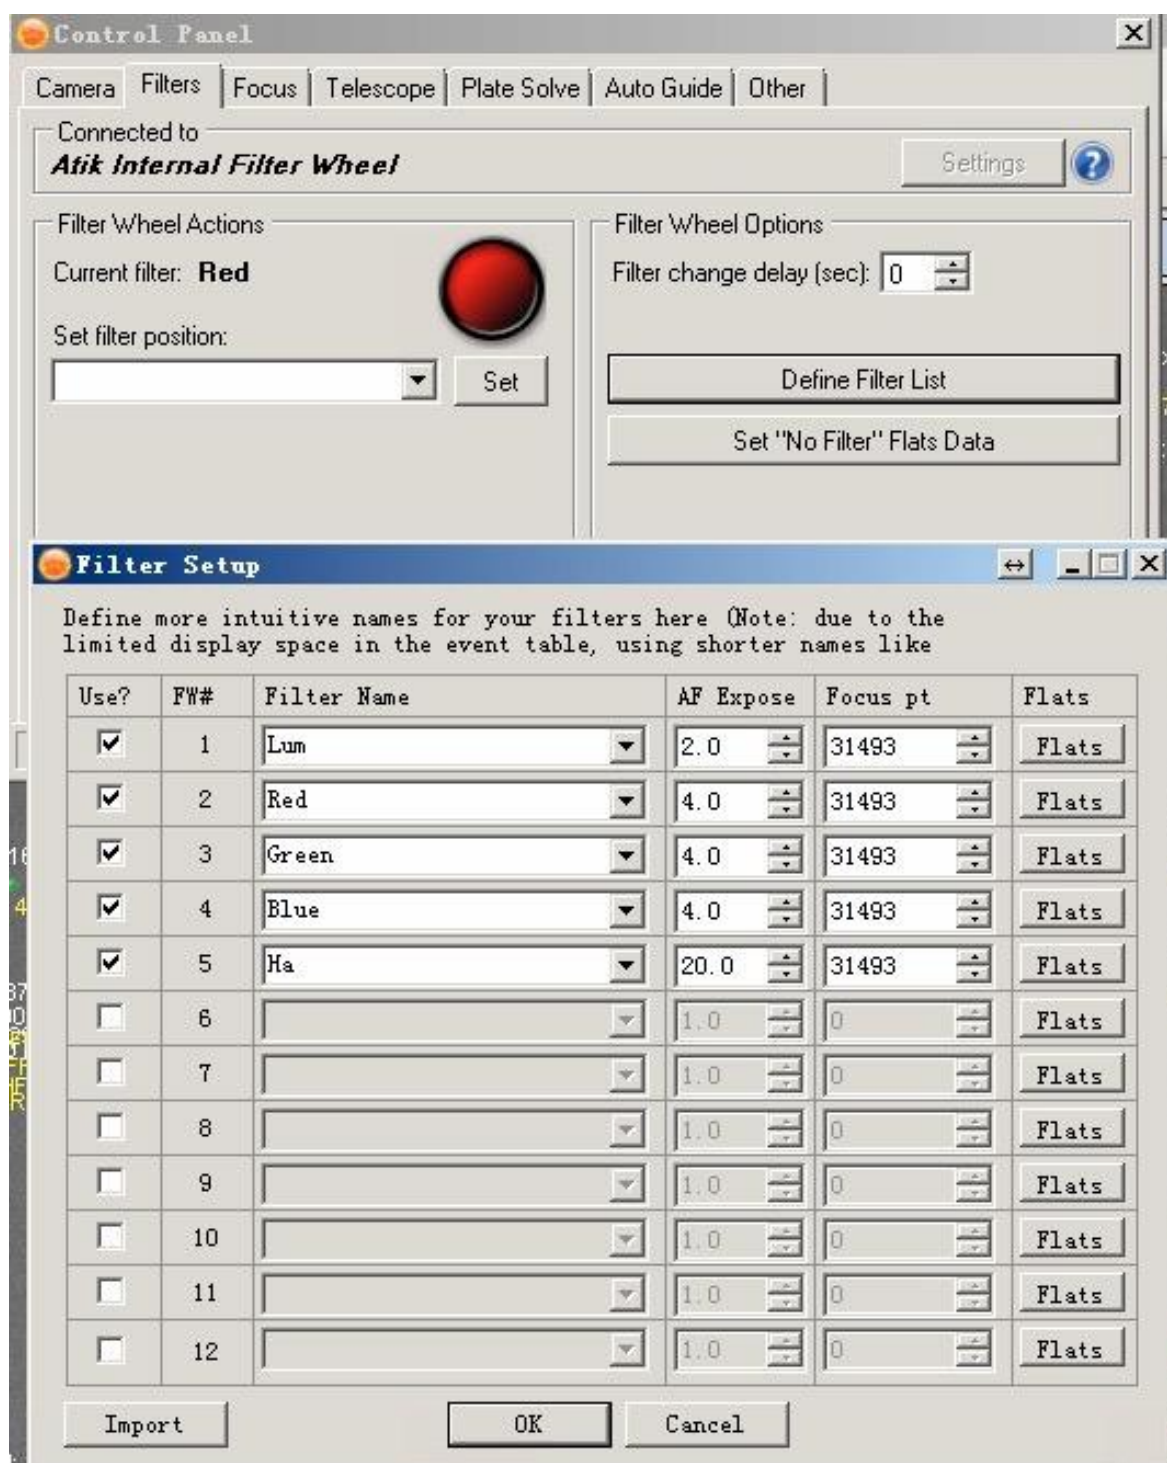 Control Panel
Camera Filters Focus Telescope Plate Solve Auto Guide Other
Connected to
Atik Internal Filter Wheel
Settings
?
Filter Wheel Actions
Current filter: Red
Set filter position:
Set
Filter Wheel Options
Filter change delay (sec): 0
Define Filter List
Set "No Filter" Flats Data
Filter Setup
Define more intuitive names for your filters here (Note: due to the
limited display space in the event table, using shorter names like
Use? FW# Filter Name AF Expose Focus pt Flats
1 Lum 2.0 31493 Flats
2 Red 4.0 31493 Flats
3 Green 4.0 31493 Flats
4 Blue 4.0 31493 Flats
5 Ha 20.0 31493 Flats
6 1.0 0 Flats
7 1.0 0 Flats
8 1.0 0 Flats
9 1.0 0 Flats
10 1.0 0 Flats
11 1.0 0 Flats
12 1.0 0 Flats
Import OK Cancel